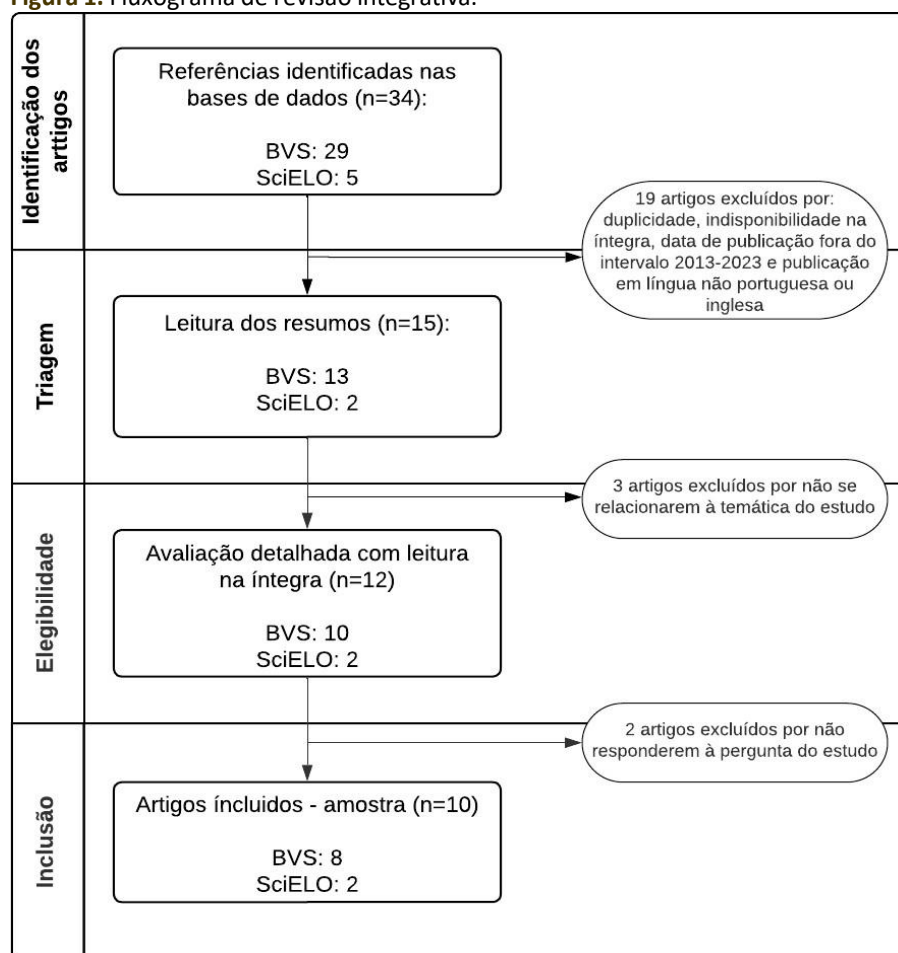 Figura 1. Fluxograma de revisão integrativa.
Identificação dos
arttigos
Referências identificadas nas
bases de dados (n=34):
BVS: 29
SciELO: 5
19 artigos excluídos por:
duplicidade, indisponibilidade na
íntegra, data de publicação fora do
intervalo 2013-2023 e publicação
em língua não portuguesa ou
inglesa
Triagem
Leitura dos resumos (n=15):
BVS: 13
SciELO: 2
3 artigos excluídos por não se
relacionarem à temática do estudo
Elegibilidade
Avaliação detalhada com leitura
na íntegra (n=12)
BVS: 10
SciELO: 2
2 artigos excluídos por não
responderem à pergunta do estudo
Inclusão
Artigos íncluidos - amostra (n=10)
BVS: 8
SciELO: 2